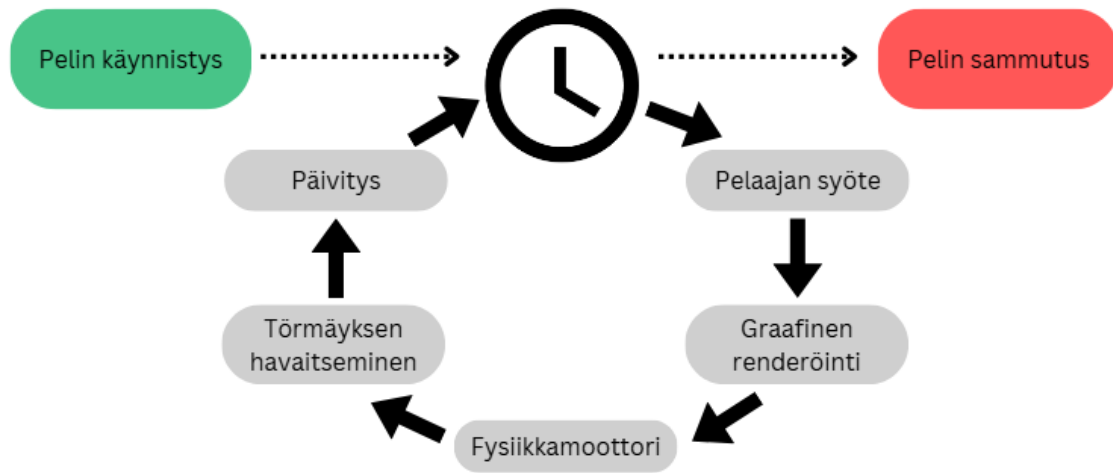 Pelin käynnistys
Pelin sammutus
Päivitys
Pelaajan syöte
Törmäyksen
havaitseminen
Graafinen
renderöinti
Fysiikkamoottori